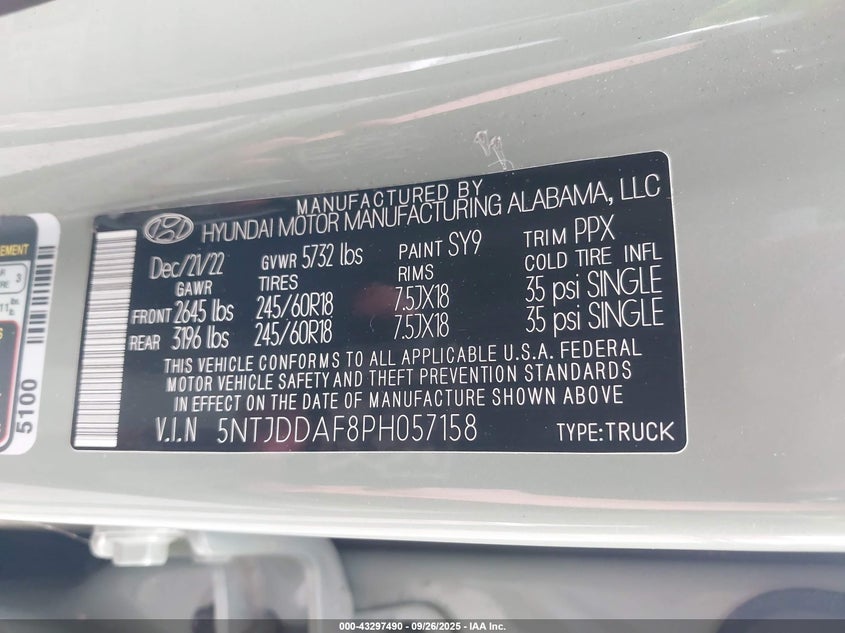 MANUFACTURED BY
HYUNDAI MOTOR MANUFACTURING ALABAMA, LLC
Dec/21/22 GVWR 5732 lbs PAINT SY9 TRIM PPX
GAWR TIRES RIMS COLD TIRE INFL
FRONT 2645 lbs 245/60R18 7.5JX18 35 psi SINGLE
REAR 3196 lbs 245/60R18 7.5JX18 35 psi SINGLE
THIS VEHICLE CONFORMS TO ALL APPLICABLE U.S.A. FEDERAL
MOTOR VEHICLE SAFETY AND THEFT PREVENTION STANDARDS
IN EFFECT ON THE DATE OF MANUFACTURE SHOWN ABOVE
V.I.N 5NTJDDAF8PH057158 TYPE:TRUCK
5100
000-43297490 - 09/26/2025 - IAA Inc.